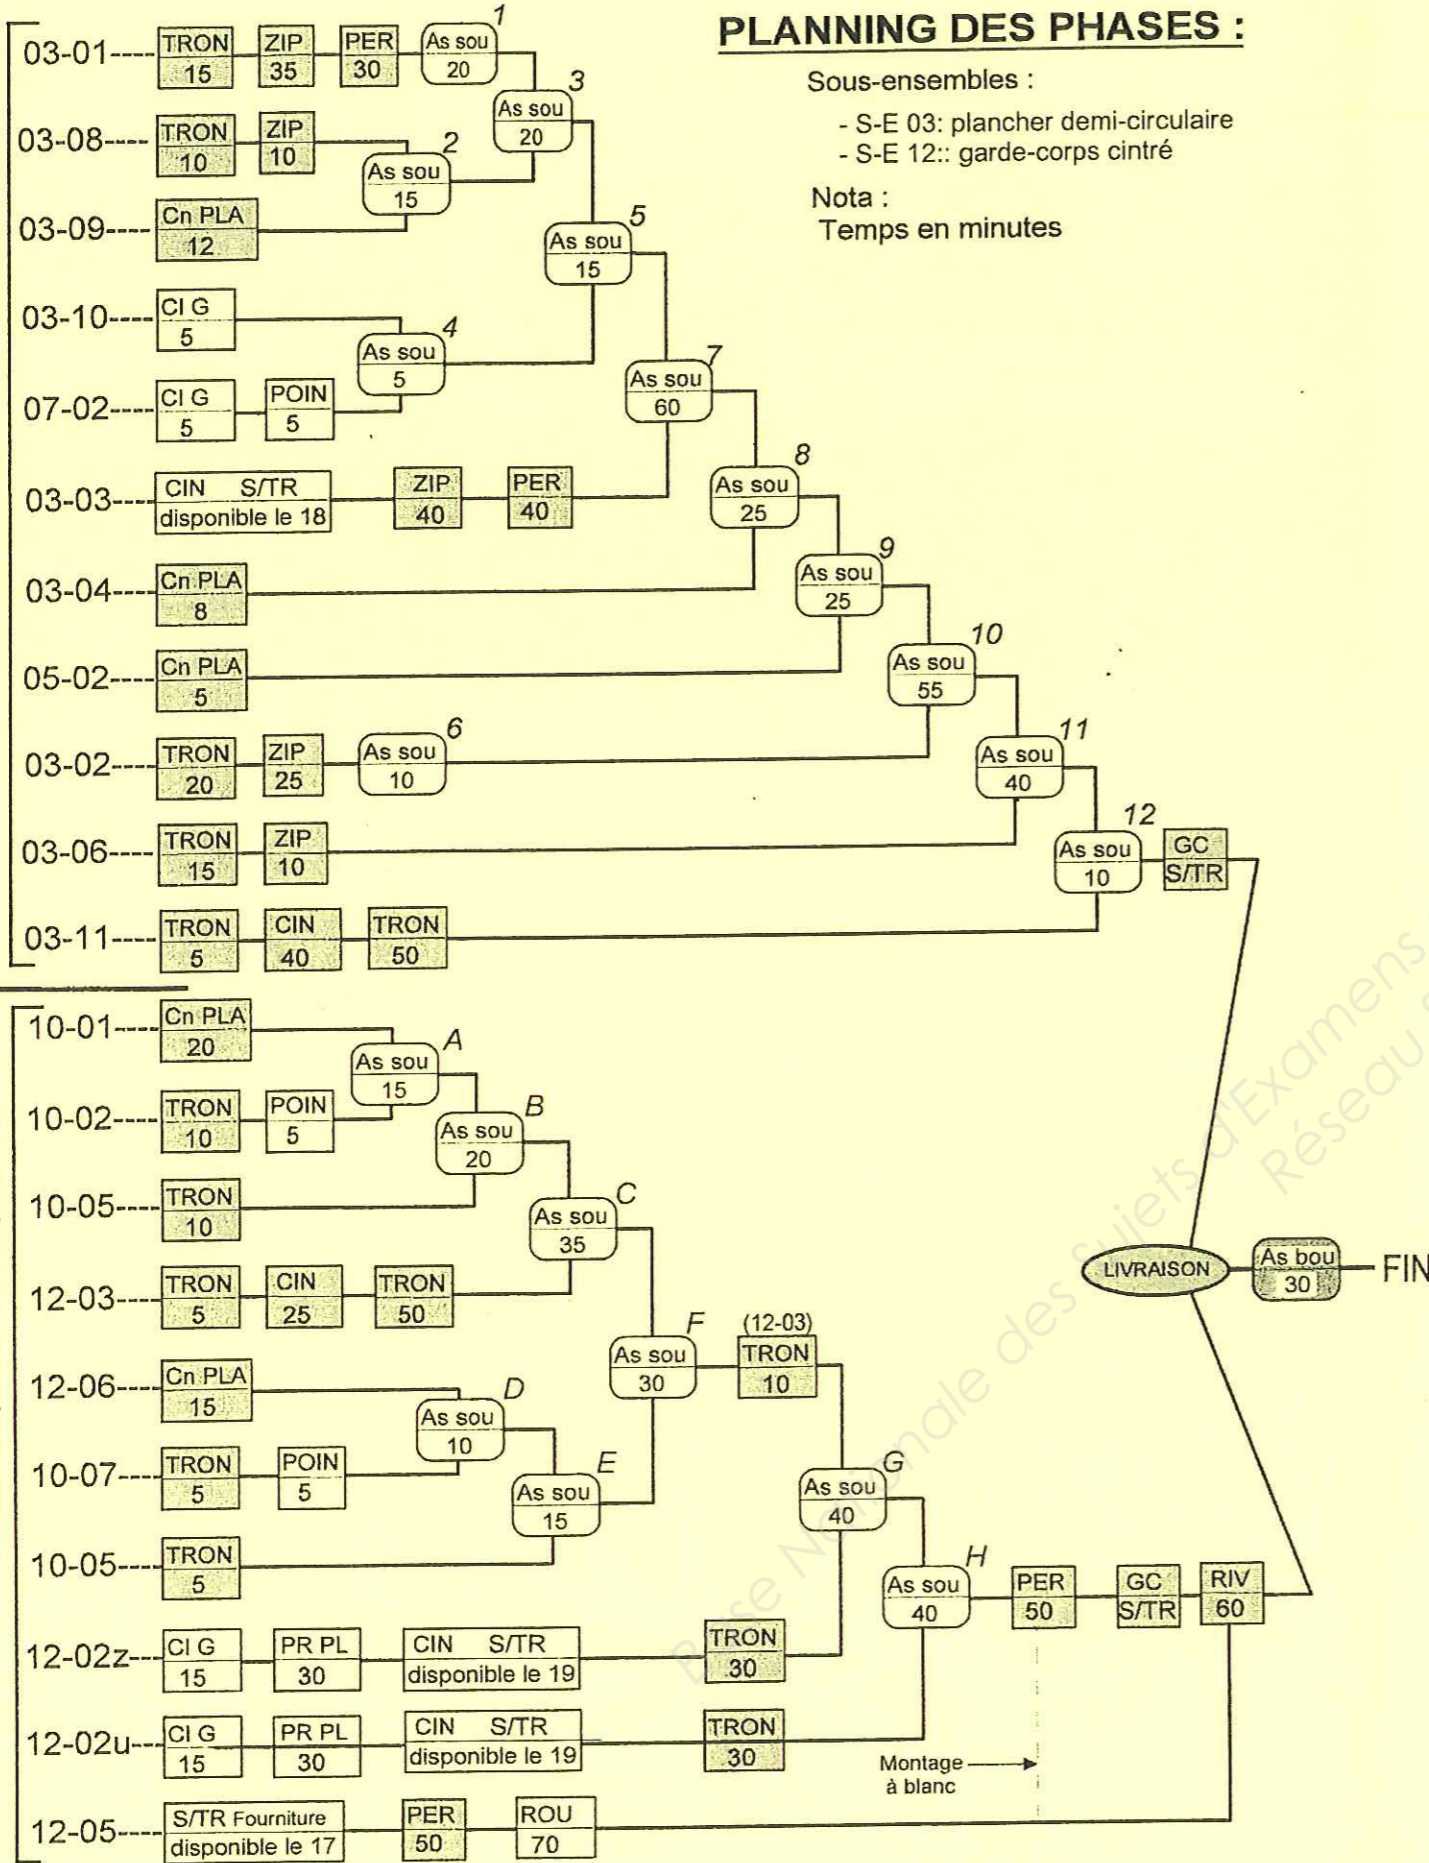 PLANNING DES PHASES :
Sous-ensembles :
- S-E 03: plancher demi-circulaire
- S-E 12:: garde-corps cintré
Nota :
Temps en minutes
1
03-01---- TRON ZIP PER As sou
15 35 30 20
3
As sou
20
03-08---- TRON ZIP
10 10
2
As sou
15
03-09---- Cn PLA
12
5
As sou
15
03-10---- CI G
5
4
As sou
5
07-02---- CI G POIN
5 5
7
As sou
60
03-03---- CIN S/TR ZIP PER
disponible le 18 40 40
8
As sou
25
03-04---- Cn PLA
8
9
As sou
25
05-02---- Cn PLA
5
10
As sou
55
03-02---- TRON ZIP As sou 6
20 25 10
11
As sou
40
03-06---- TRON ZIP
15 10
12
As sou GC
10 S/TR
03-11---- TRON CIN TRON
5 40 50
10-01---- Cn PLA
20
A
As sou
15
10-02---- TRON POIN
10 5
B
As sou
20
10-05---- TRON
10
C
As sou
35
12-03---- TRON CIN TRON
5 25 50
LIVRAISON As bou FIN
30
F (12-03)
As sou TRON
30 10
12-06---- Cn PLA
15
D
As sou
10
10-07---- TRON POIN
5 5
E
As sou
15
G
As sou
40
10-05---- TRON
5
H
As sou PER GC RIV
40 50 S/TR 60
12-02z--- CI G PR PL CIN S/TR TRON
15 30 disponible le 19 30
12-02u--- CI G PR PL CIN S/TR TRON
15 30 disponible le 19 30
Montage
à blanc
12-05---- S/TR Fourniture PER ROU
disponible le 17 50 70
Base Nationale des Sujets d'Examens
Réseau